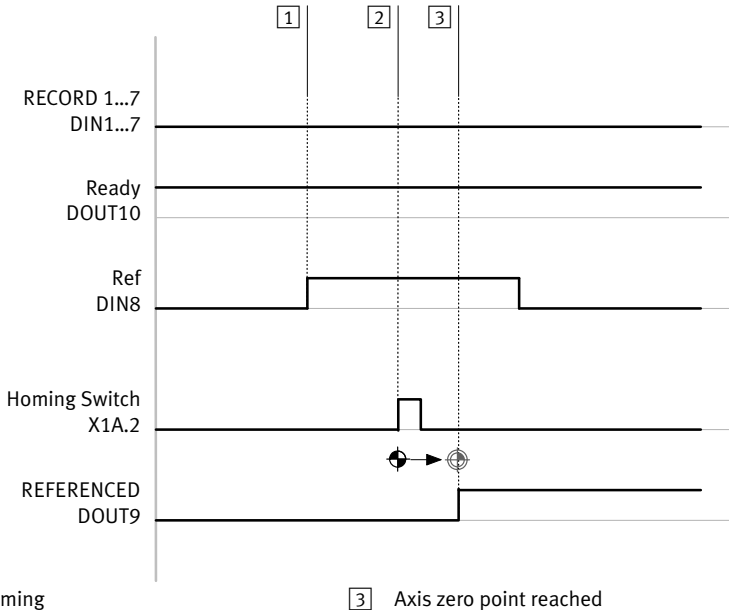 1 2 3
RECORD 1...7
DIN1...7
Ready
DOUT10
Ref
DIN8
Homing Switch
X1A.2
REFERENCED
DOUT9
ming
3 Axis zero point reached